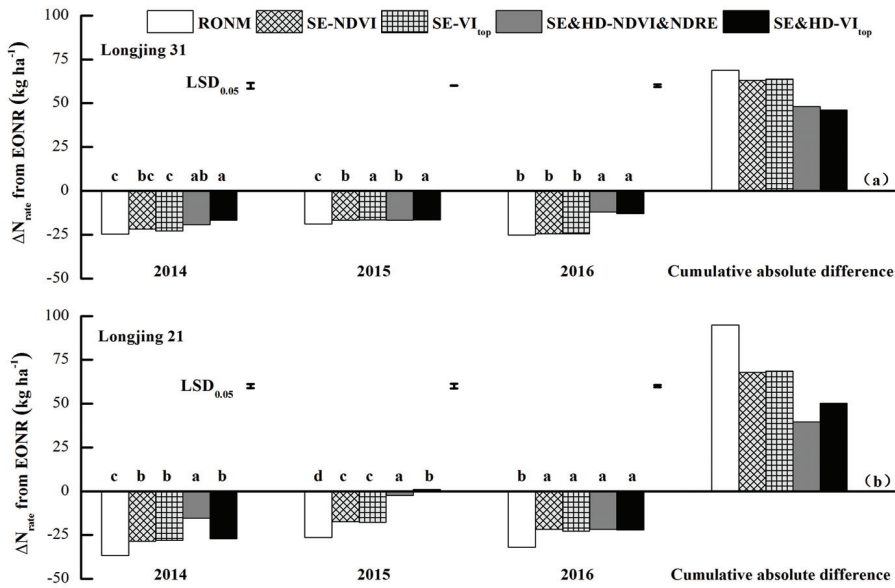 RONM SE-NDVI SE-VItop SE&HD-NDVI&NDRE SE&HD-VItop
100
Longjing 31
75
LSD0.05
50
25
c bc c ab a c b a b a b b b a a
0
(a)
-25
-50
2014 2015 2016 Cumulative absolute difference
ΔNrate from EONR (kg ha-1)
100
Longjing 21
75
LSD0.05
50
25
c b b a b d c c a b b a a a a
0
(b)
-25
-50
2014 2015 2016 Cumulative absolute difference
ΔNrate from EONR (kg ha-1)